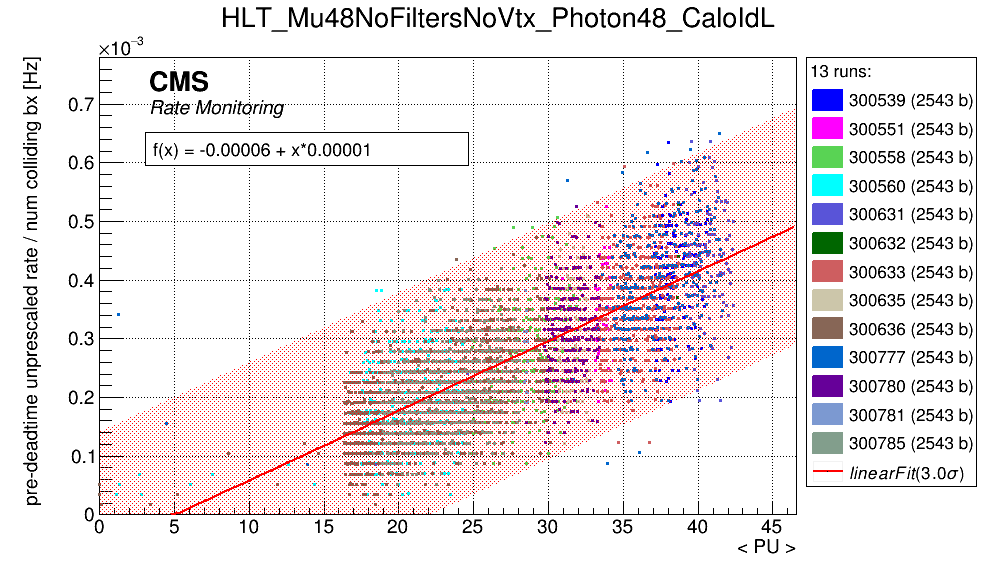 HLT_Mu48NoFiltersNoVtx_Photon48_CaloIdL
×10⁻³
pre-deadtime unprescaled rate / num colliding bx [Hz]
CMS
Rate Monitoring
f(x) = -0.00006 + x*0.00001
0.7
0.6
0.5
0.4
0.3
0.2
0.1
0
0 5 10 15 20 25 30 35 40 45
< PU >
13 runs:
300539 (2543 b)
300551 (2543 b)
300558 (2543 b)
300560 (2543 b)
300631 (2543 b)
300632 (2543 b)
300633 (2543 b)
300635 (2543 b)
300636 (2543 b)
300777 (2543 b)
300780 (2543 b)
300781 (2543 b)
300785 (2543 b)
linearFit(3.0σ)